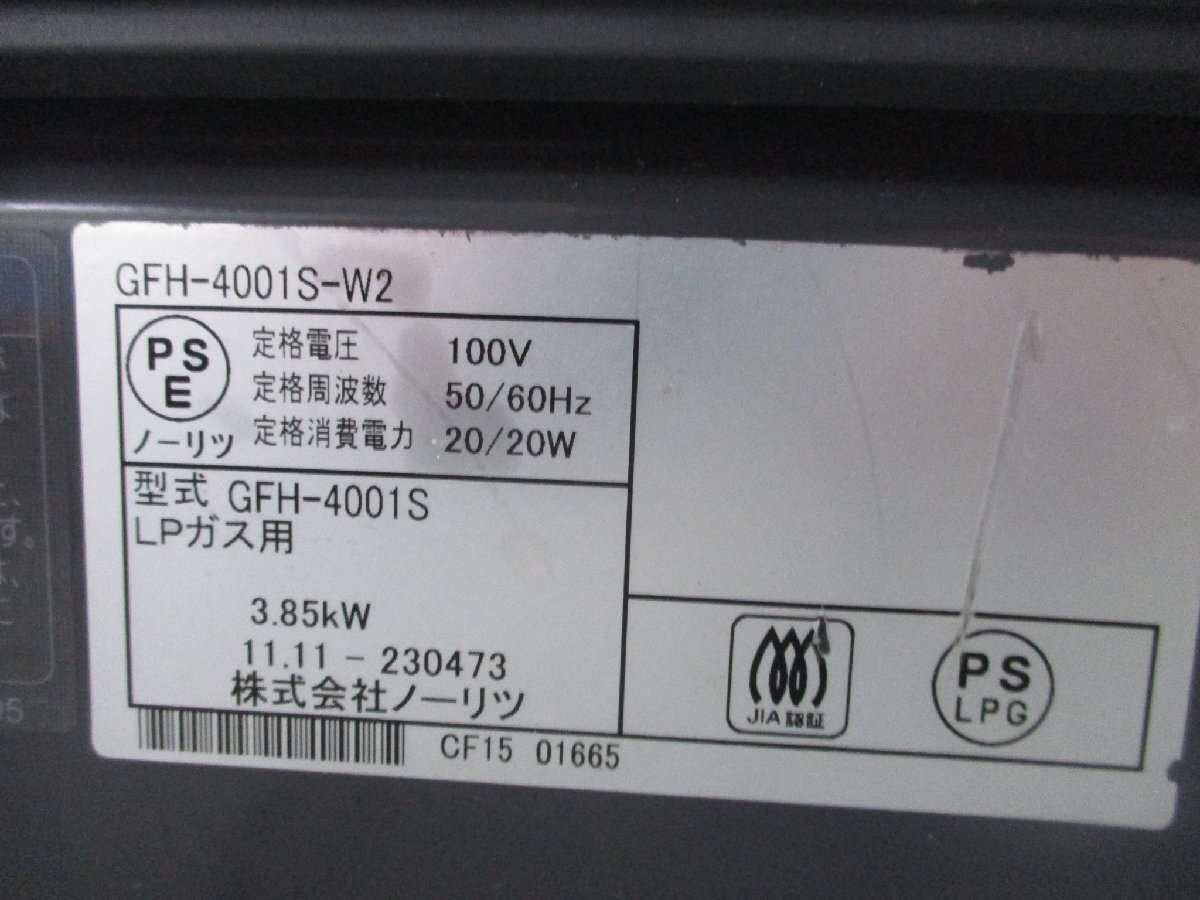 GFH-4001S-W2
PS
E
ノーリツ
定格電圧 100V
定格周波数 50/60Hz
定格消費電力 20/20W
型式 GFH-4001S
LPガス用
3.85kW
11.11 - 230473
株式会社ノーリツ
CF15 01665
JIA認証
PS
LPG
す。
05